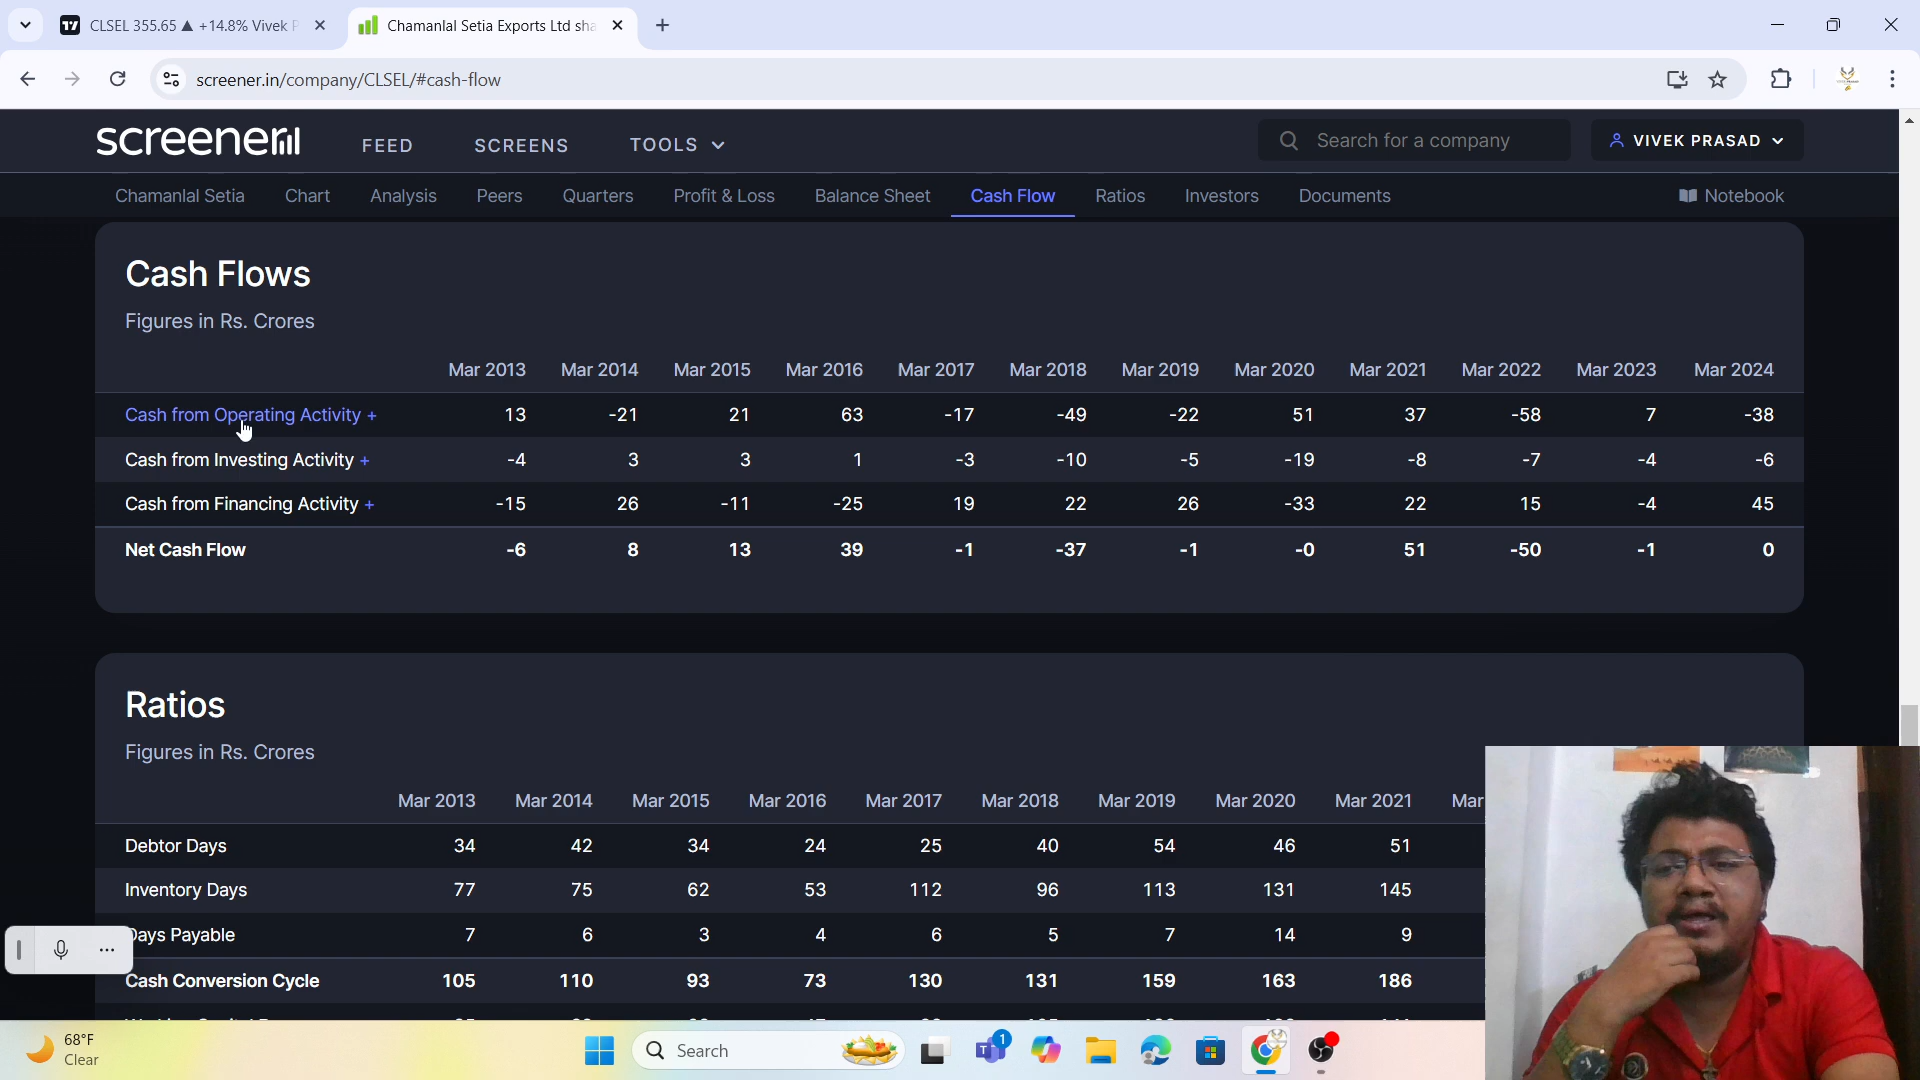 CLSEL 355.65 ▲ +14.8% Vivek P
Chamanlal Setia Exports Ltd sha
screener.in/company/CLSEL/#cash-flow
screener
FEED
SCREENS
TOOLS
Search for a company
VIVEK PRASAD
Chamanlal Setia
Chart
Analysis
Peers
Quarters
Profit & Loss
Balance Sheet
Cash Flow
Ratios
Investors
Documents
Notebook
Cash Flows
Figures in Rs. Crores
Mar 2013 Mar 2014 Mar 2015 Mar 2016 Mar 2017 Mar 2018 Mar 2019 Mar 2020 Mar 2021 Mar 2022 Mar 2023 Mar 2024
Cash from Operating Activity + 13 -21 21 63 -17 -49 -22 51 37 -58 7 -38
Cash from Investing Activity + -4 3 3 1 -3 -10 -5 -19 -8 -7 -4 -6
Cash from Financing Activity + -15 26 -11 -25 19 22 26 -33 22 15 -4 45
Net Cash Flow -6 8 13 39 -1 -37 -1 -0 51 -50 -1 0
Ratios
Figures in Rs. Crores
Mar 2013 Mar 2014 Mar 2015 Mar 2016 Mar 2017 Mar 2018 Mar 2019 Mar 2020 Mar 2021 Mar
Debtor Days 34 42 34 24 25 40 54 46 51
Inventory Days 77 75 62 53 112 96 113 131 145
Days Payable 7 6 3 4 6 5 7 14 9
Cash Conversion Cycle 105 110 93 73 130 131 159 163 186
68°F
Clear
Search
1